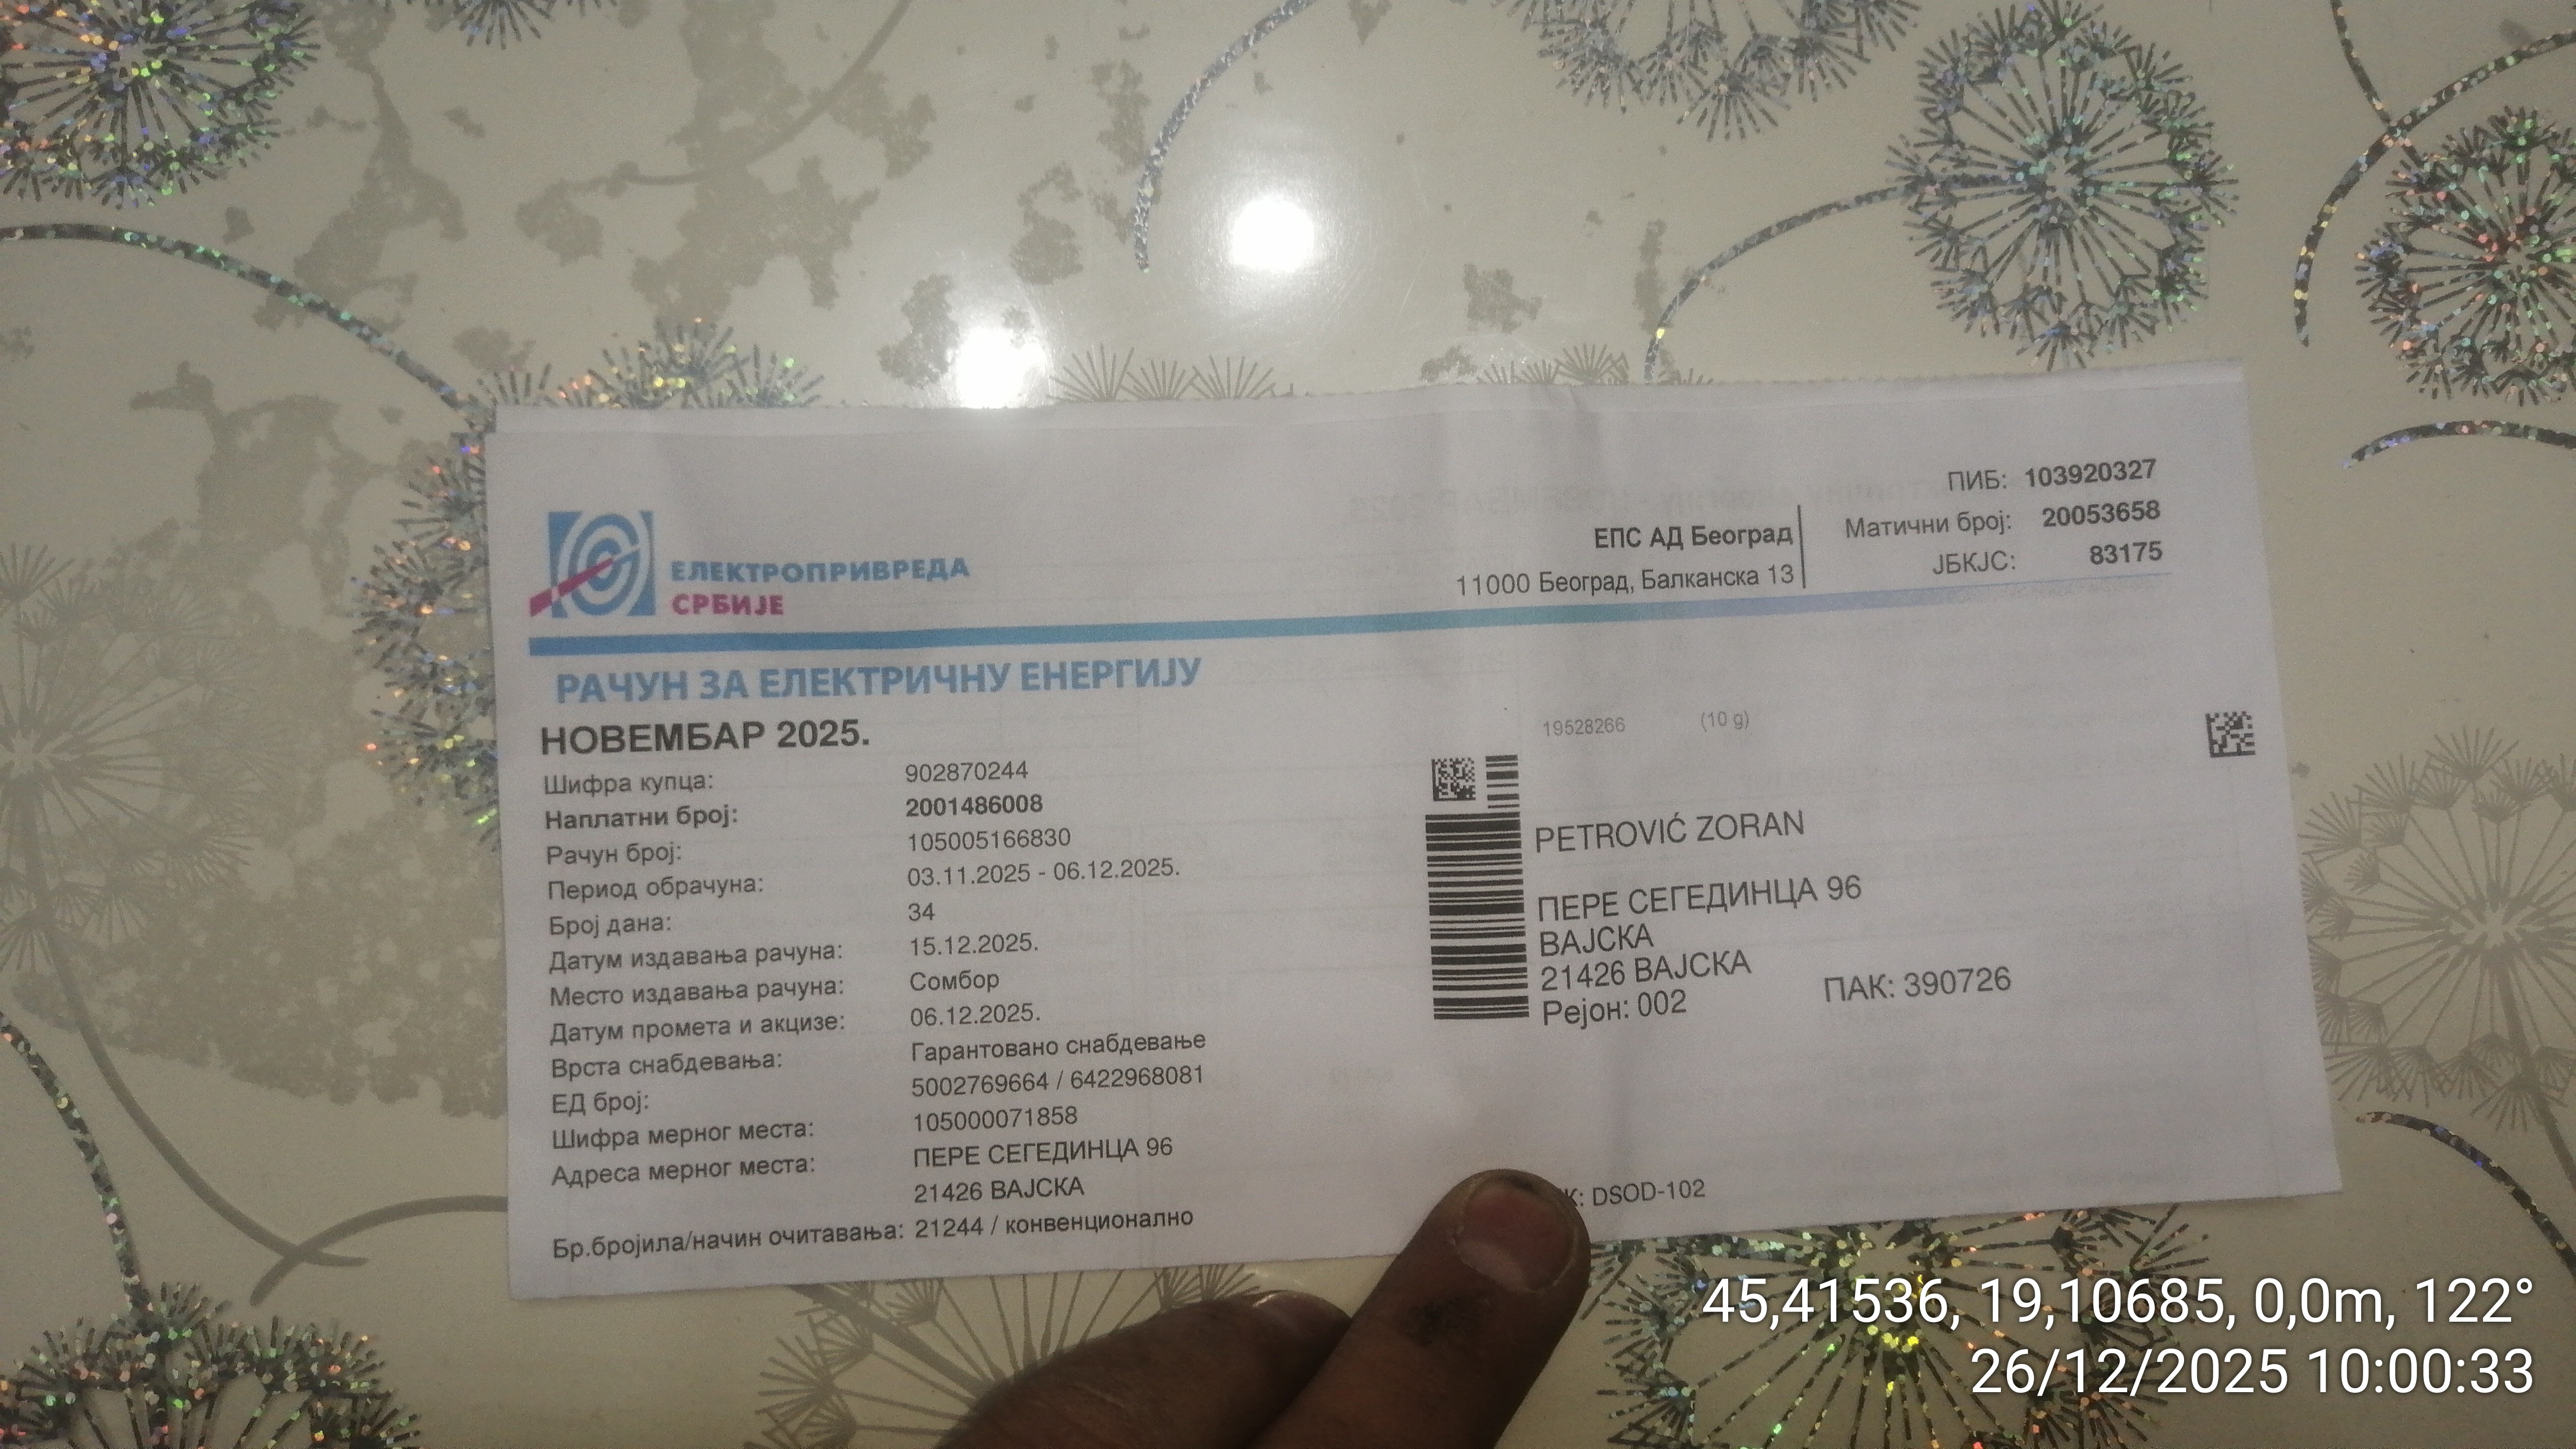 ЕЛЕКТРОПРИВРЕДА
СРБИЈЕ
ЕПС АД Београд
11000 Београд, Балканска 13
ПИБ: 103920327
Матични број: 20053658
ЈБКЈС: 83175
РАЧУН ЗА ЕЛЕКТРИЧНУ ЕНЕРГИЈУ
НОВЕМБАР 2025.
Шифра купца: 902870244
Наплатни број: 2001486008
Рачун број: 105005166830
Период обрачуна: 03.11.2025 - 06.12.2025.
Број дана: 34
Датум издавања рачуна: 15.12.2025.
Место издавања рачуна: Сомбор
Датум промета и акцизе: 06.12.2025.
Врста снабдевања: Гарантовано снабдевање
ЕД број: 5002769664 / 6422968081
Шифра мерног места: 105000071858
Адреса мерног места: ПЕРЕ СЕГЕДИНЦА 96
21426 ВАЈСКА
Бр.бројила/начин очитавања: 21244 / конвенционално
19528266 (10 g)
PETROVIĆ ZORAN
ПЕРЕ СЕГЕДИНЦА 96
ВАЈСКА
21426 ВАЈСКА
Рејон: 002 ПАК: 390726
DSOD-102
45,41536, 19,10685, 0,0m, 122°
26/12/2025 10:00:33